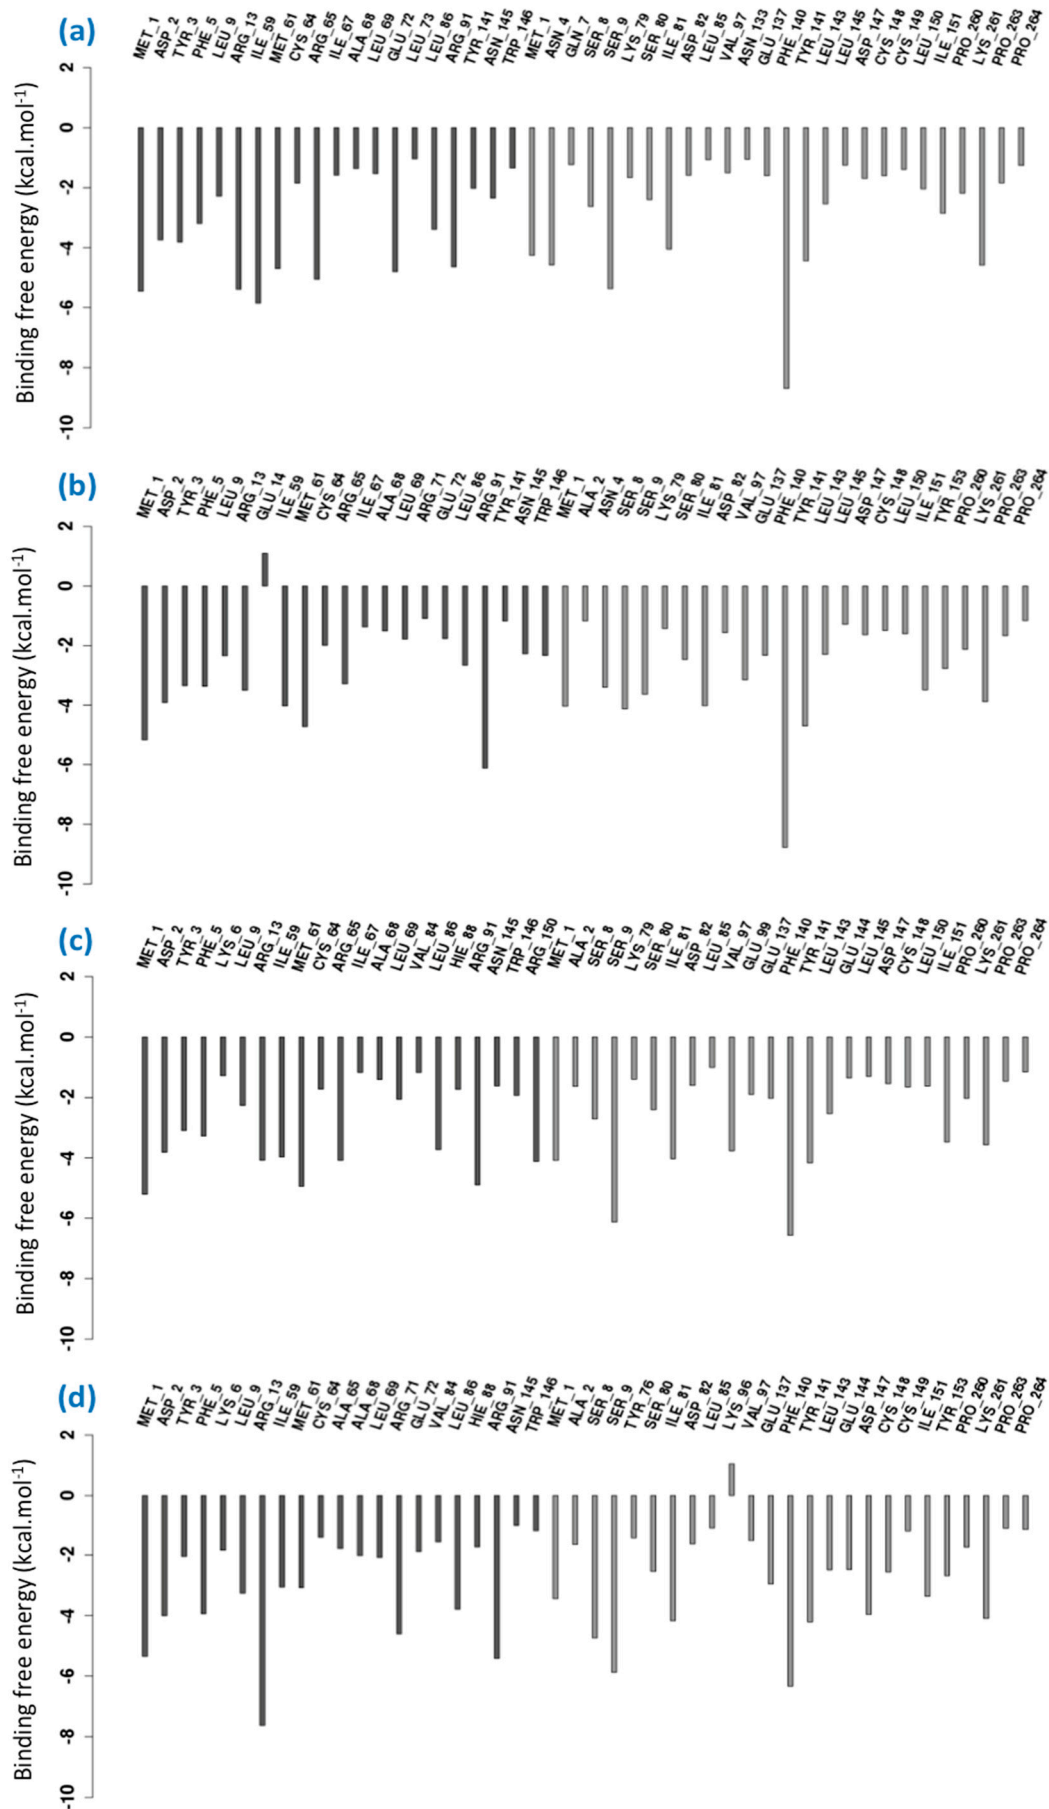 (a)
MET_1 ASP_2 TYR_3 PHE_5 LEU_9 ARG_13 ILE_59 MET_61 CYS_64 ARG_65 ILE_67 ALA_68 LEU_69 GLU_72 LEU_73 LEU_86 ARG_91 TYR_141 ASN_145 TRP_146 MET_1 ASN_4 GLN_7 SER_8 SER_9 LYS_79 SER_80 ILE_81 ASP_82 LEU_85 VAL_97 ASN_133 GLU_137 PHE_140 TYR_141 LEU_143 LEU_145 ASP_147 CYS_148 CYS_149 LEU_150 ILE_151 PRO_260 LYS_261 PRO_263 PRO_264
Binding free energy (kcal.mol-1)
2
0
-2
-4
-6
-8
-10
(b)
MET_1 ASP_2 TYR_3 PHE_5 LEU_9 ARG_13 GLU_14 ILE_59 MET_61 CYS_64 ARG_65 ILE_67 ALA_68 LEU_69 ARG_71 GLU_72 LEU_86 ARG_91 TYR_141 ASN_145 TRP_146 MET_1 ALA_2 ASN_4 SER_8 SER_9 LYS_79 SER_80 ILE_81 ASP_82 VAL_97 GLU_137 PHE_140 TYR_141 LEU_143 LEU_145 ASP_147 CYS_148 LEU_150 ILE_151 TYR_153 PRO_260 LYS_261 PRO_263 PRO_264
Binding free energy (kcal.mol-1)
2
0
-2
-4
-6
-8
-10
(c)
MET_1 ASP_2 TYR_3 PHE_5 LYS_6 LEU_9 ARG_13 ILE_59 MET_61 CYS_64 ARG_65 ILE_67 ALA_68 LEU_69 VAL_84 LEU_86 HIE_88 ARG_91 ASN_145 TRP_146 ARG_150 MET_1 ALA_2 SER_8 SER_9 LYS_79 SER_80 ILE_81 ASP_82 LEU_85 VAL_97 GLU_99 GLU_137 PHE_140 TYR_141 LEU_143 GLU_144 LEU_145 ASP_147 CYS_148 LEU_150 ILE_151 PRO_260 LYS_261 PRO_263 PRO_264
Binding free energy (kcal.mol-1)
2
0
-2
-4
-6
-8
-10
(d)
MET_1 ASP_2 TYR_3 PHE_5 LYS_6 LEU_9 ARG_13 ILE_59 MET_61 CYS_64 ALA_65 ALA_68 LEU_69 ARG_71 GLU_72 VAL_84 LEU_86 HIE_88 ARG_91 ASN_145 TRP_146 MET_1 ALA_2 SER_8 SER_9 TYR_76 SER_80 ILE_81 ASP_82 LEU_85 LYS_96 VAL_97 GLU_137 PHE_140 TYR_141 LEU_143 GLU_144 ASP_147 CYS_148 CYS_149 ILE_151 TYR_153 PRO_260 LYS_261 PRO_263 PRO_264
Binding free energy (kcal.mol-1)
2
0
-2
-4
-6
-8
-10